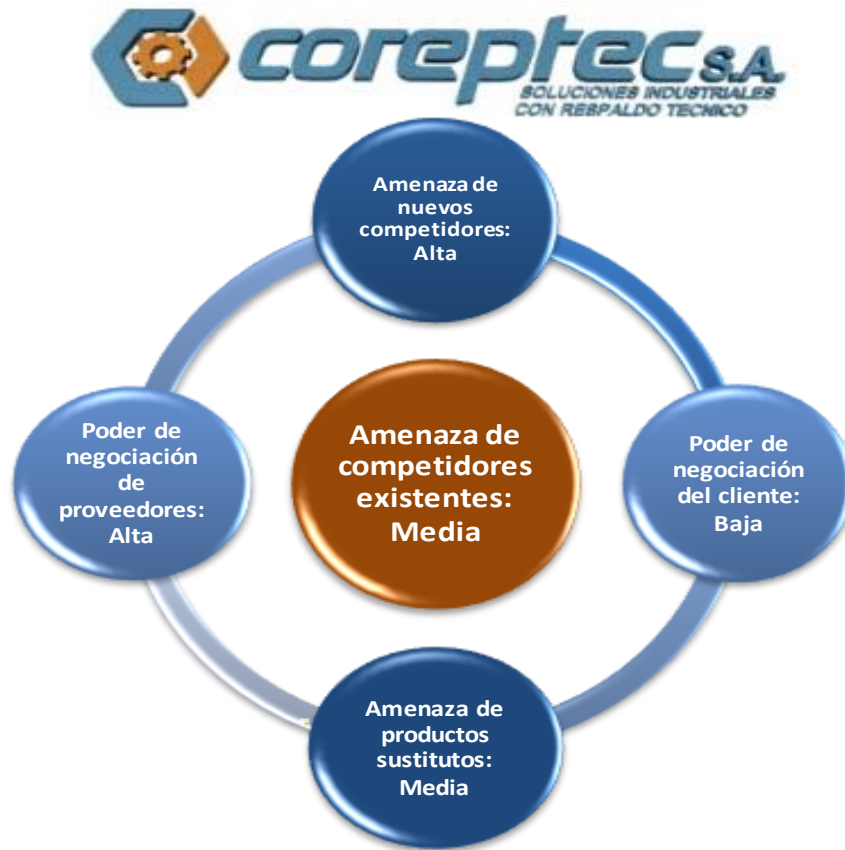 coreptec S.A.
SOLUCIONES INDUSTRIALES
CON RESPALDO TECNICO
Amenaza de
nuevos
competidores:
Alta
Poder de
negociación
de
proveedores:
Alta
Amenaza de
competidores
existentes:
Media
Poder de
negociación
del cliente:
Baja
Amenaza de
productos
sustitutos:
Media